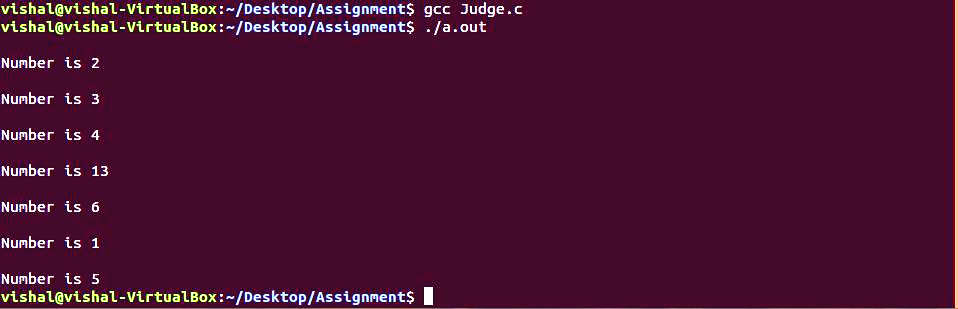 vishal@vishal-VirtualBox:~/Desktop/Assignment$ gcc Judge.c
vishal@vishal-VirtualBox:~/Desktop/Assignment$ ./a.out
Number is 2
Number is 3
Number is 4
Number is 13
Number is 6
Number is 1
Number is 5
vishal@vishal-VirtualBox:~/Desktop/Assignment$